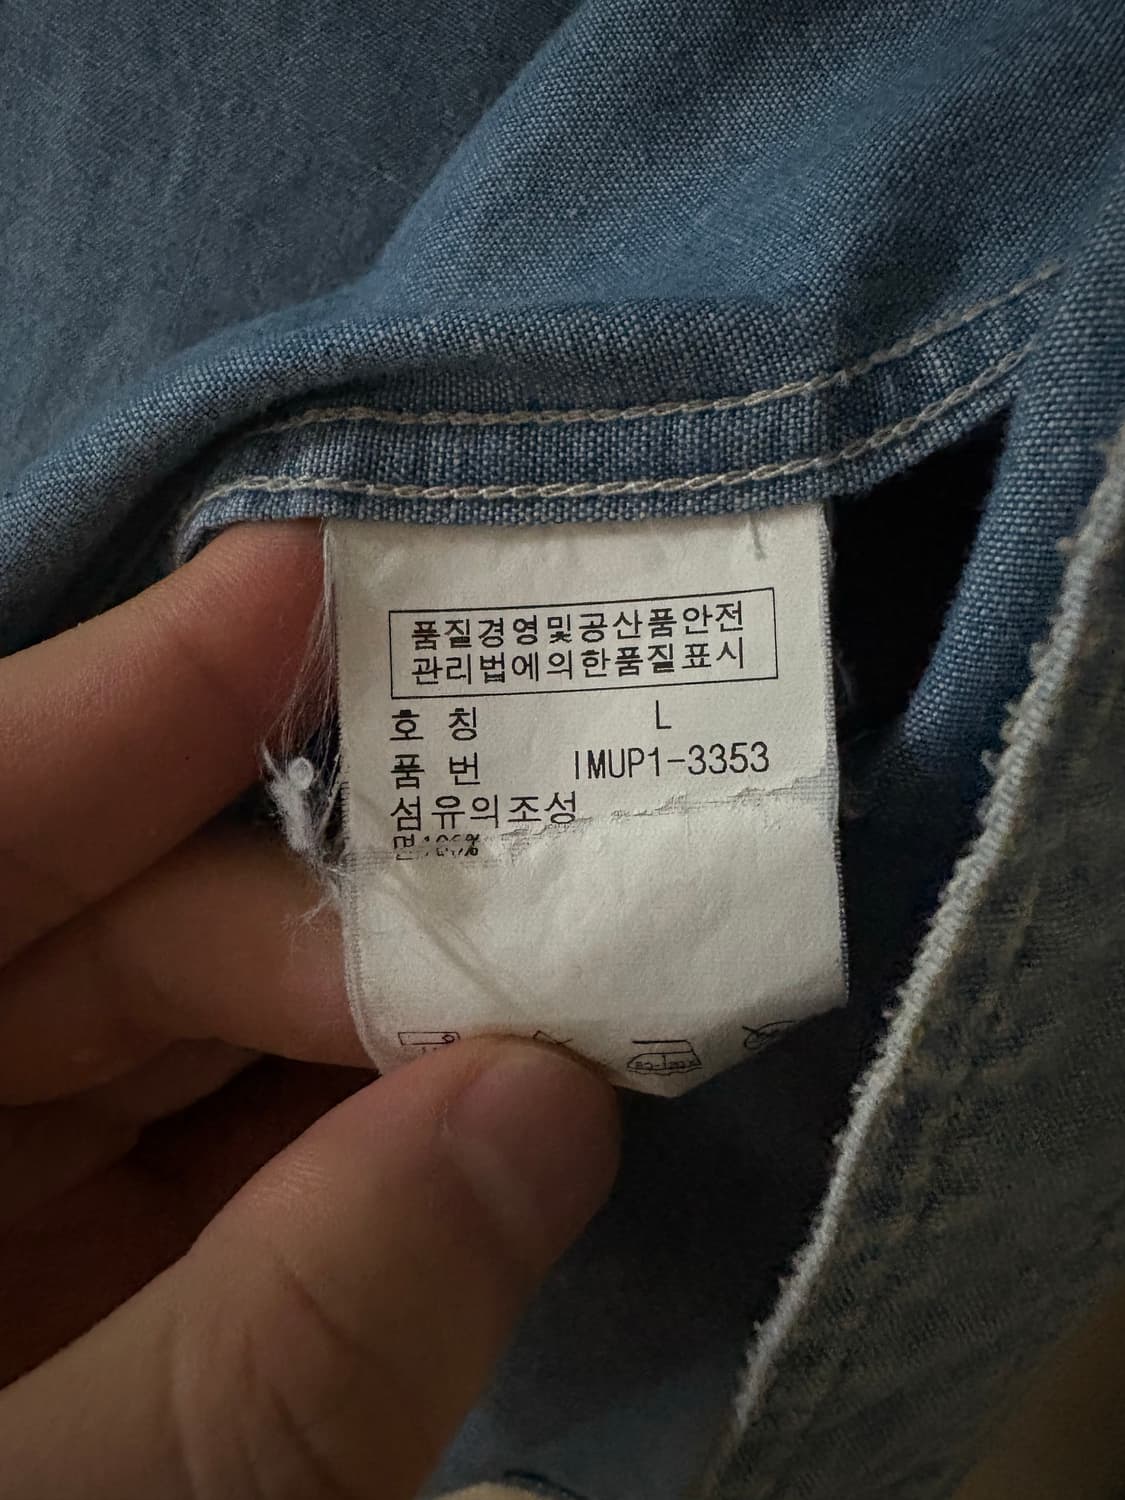 품질경영및공산품안전
관리법에의한품질표시
호 칭 L
품 번 IMUP1-3353
섬유의조성
면